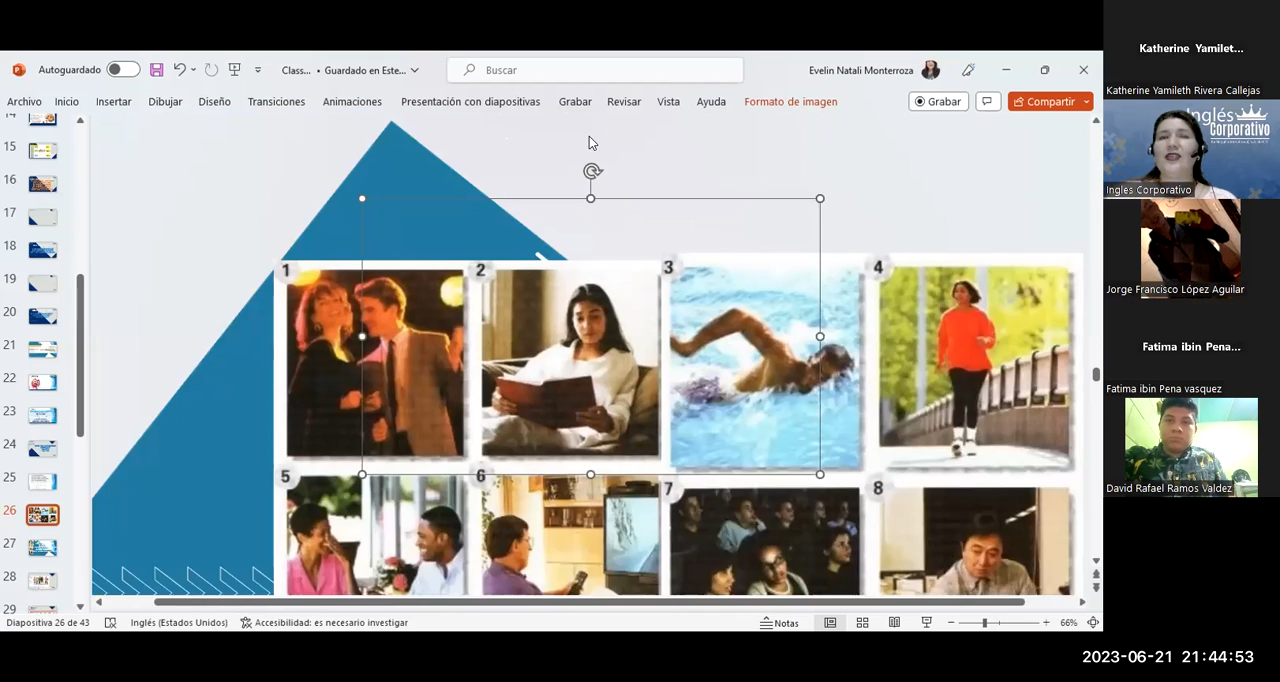 Autoguardado
Class... • Guardado en Este...
Buscar
Evelin Natali Monterroza
Archivo Inicio Insertar Dibujar Diseño Transiciones Animaciones Presentación con diapositivas Grabar Revisar Vista Ayuda Formato de imagen
Grabar
Compartir
14
15
16
17
18
19
20
21
22
23
24
25
26
27
28
29
1 2 3 4
5 6 7 8
Diapositiva 26 de 43
Inglés (Estados Unidos)
Accesibilidad: es necesario investigar
Notas
66%
Katherine Yamilet...
Katherine Yamileth Rivera Callejas
Inglés
Corporativo
Ingles Corporativo
Jorge Francisco López Aguilar
Fatima ibin Pena...
Fatima ibin Pena vasquez
David Rafael Ramos Valdez
2023-06-21 21:44:53